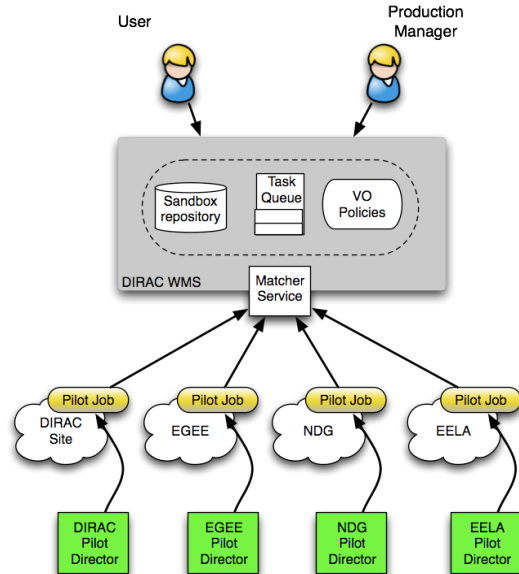 User
Production
Manager
Sandbox
repository
Task
Queue
VO
Policies
DIRAC WMS
Matcher
Service
Pilot Job
Pilot Job
Pilot Job
Pilot Job
DIRAC
Site
EGEE
NDG
EELA
DIRAC
Pilot
Director
EGEE
Pilot
Director
NDG
Pilot
Director
EELA
Pilot
Director